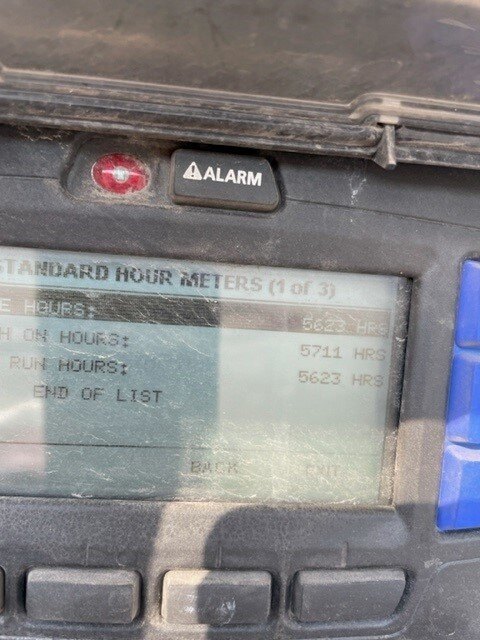 ⚠ALARM
STANDARD HOUR METERS (1 of 3)
E HOURS: 5623 HRS
H ON HOURS: 5711 HRS
RUN HOURS: 5623 HRS
END OF LIST
BACK EXIT